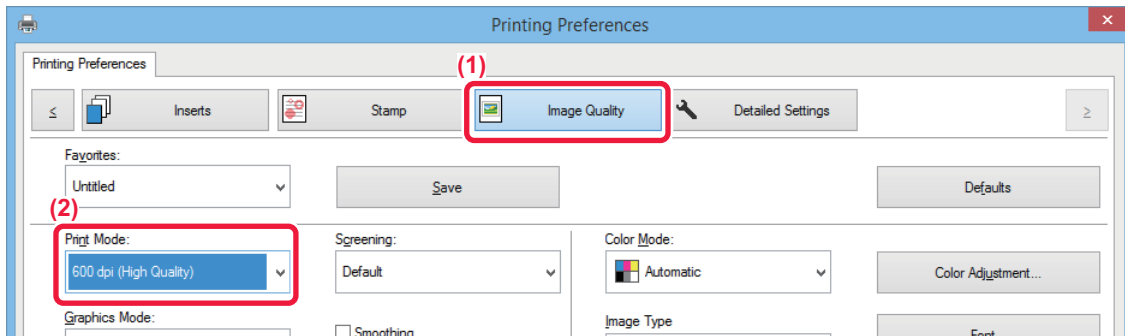 Printing Preferences
Printing Preferences
(1)
< Inserts Stamp Image Quality Detailed Settings >
Favorites:
Untitled Save Defaults
(2)
Print Mode: Screening: Color Mode:
600 dpi (High Quality) Default Automatic Color Adjustment...
Graphics Mode: Smoothing Image Type Font